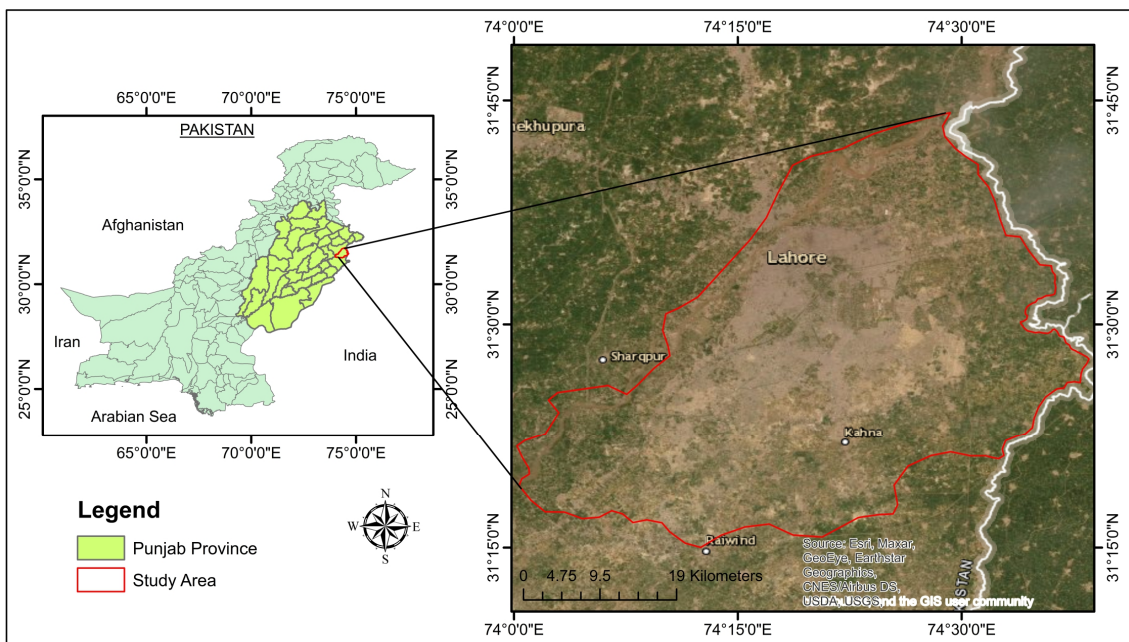 74°0'0"E
74°15'0"E
74°30'0"E
65°0'0"E
70°0'0"E
75°0'0"E
PAKISTAN
35°0'0"N
30°0'0"N
25°0'0"N
35°0'0"N
30°0'0"N
25°0'0"N
Afghanistan
Iran
India
Arabian Sea
65°0'0"E
70°0'0"E
75°0'0"E
31°45'0"N
31°30'0"N
31°15'0"N
31°45'0"N
31°30'0"N
31°15'0"N
ekhupura
Lahore
Sharqpur
Kahna
Raiwind
Legend
Punjab Province
Study Area
N
W
E
S
0 4.75 9.5 19 Kilometers
Source: Esri, Maxar,
GeoEye, Earthstar
Geographics,
CNES/Airbus DS,
USDA, USGS, and the GIS user community
STAN
74°0'0"E
74°15'0"E
74°30'0"E